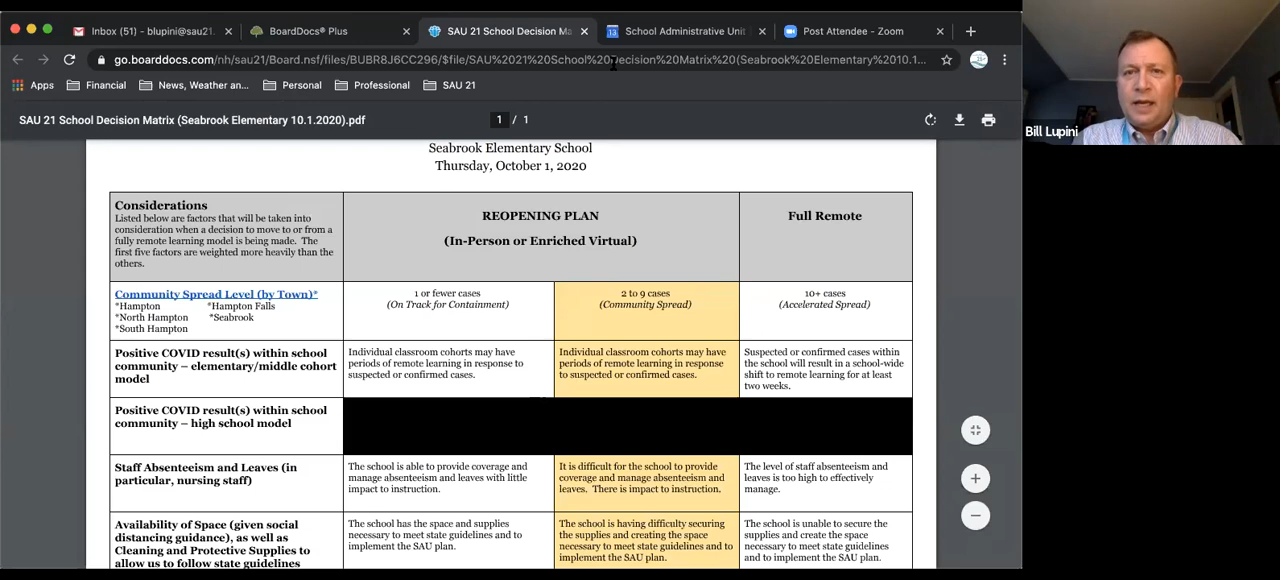 Inbox (51) - blupini@sau21.
BoardDocs® Plus
SAU 21 School Decision Ma
School Administrative Unit
Post Attendee - Zoom
go.boarddocs.com/nh/sau21/Board.nsf/files/BUBR8J6CC296/$file/SAU%2021%20School%20Decision%20Matrix%20(Seabrook%20Elementary%2010.1...
Apps
Financial
News, Weather an...
Personal
Professional
SAU 21
Bill Lupini
SAU 21 School Decision Matrix (Seabrook Elementary 10.1.2020).pdf
1 / 1
Seabrook Elementary School
Thursday, October 1, 2020
Considerations
Listed below are factors that will be taken into
consideration when a decision to move to or from a
fully remote learning model is being made. The
first five factors are weighted more heavily than the
others.
REOPENING PLAN
(In-Person or Enriched Virtual)
Full Remote
Community Spread Level (by Town)*
*Hampton *Hampton Falls
*North Hampton *Seabrook
*South Hampton
1 or fewer cases
(On Track for Containment)
2 to 9 cases
(Community Spread)
10+ cases
(Accelerated Spread)
Positive COVID result(s) within school
community – elementary/middle cohort
model
Individual classroom cohorts may have
periods of remote learning in response to
suspected or confirmed cases.
Individual classroom cohorts may have
periods of remote learning in response
to suspected or confirmed cases.
Suspected or confirmed cases within
the school will result in a school-wide
shift to remote learning for at least
two weeks.
Positive COVID result(s) within school
community – high school model
Staff Absenteeism and Leaves (in
particular, nursing staff)
The school is able to provide coverage and
manage absenteeism and leaves with little
impact to instruction.
It is difficult for the school to provide
coverage and manage absenteeism and
leaves. There is impact to instruction.
The level of staff absenteeism and
leaves is too high to effectively
manage.
Availability of Space (given social
distancing guidance), as well as
Cleaning and Protective Supplies to
allow us to follow state guidelines
The school has the space and supplies
necessary to meet state guidelines and to
implement the SAU plan.
The school is having difficulty securing
the supplies and creating the space
necessary to meet state guidelines and to
implement the SAU plan.
The school is unable to secure the
supplies and create the space
necessary to meet state guidelines
and to implement the SAU plan.